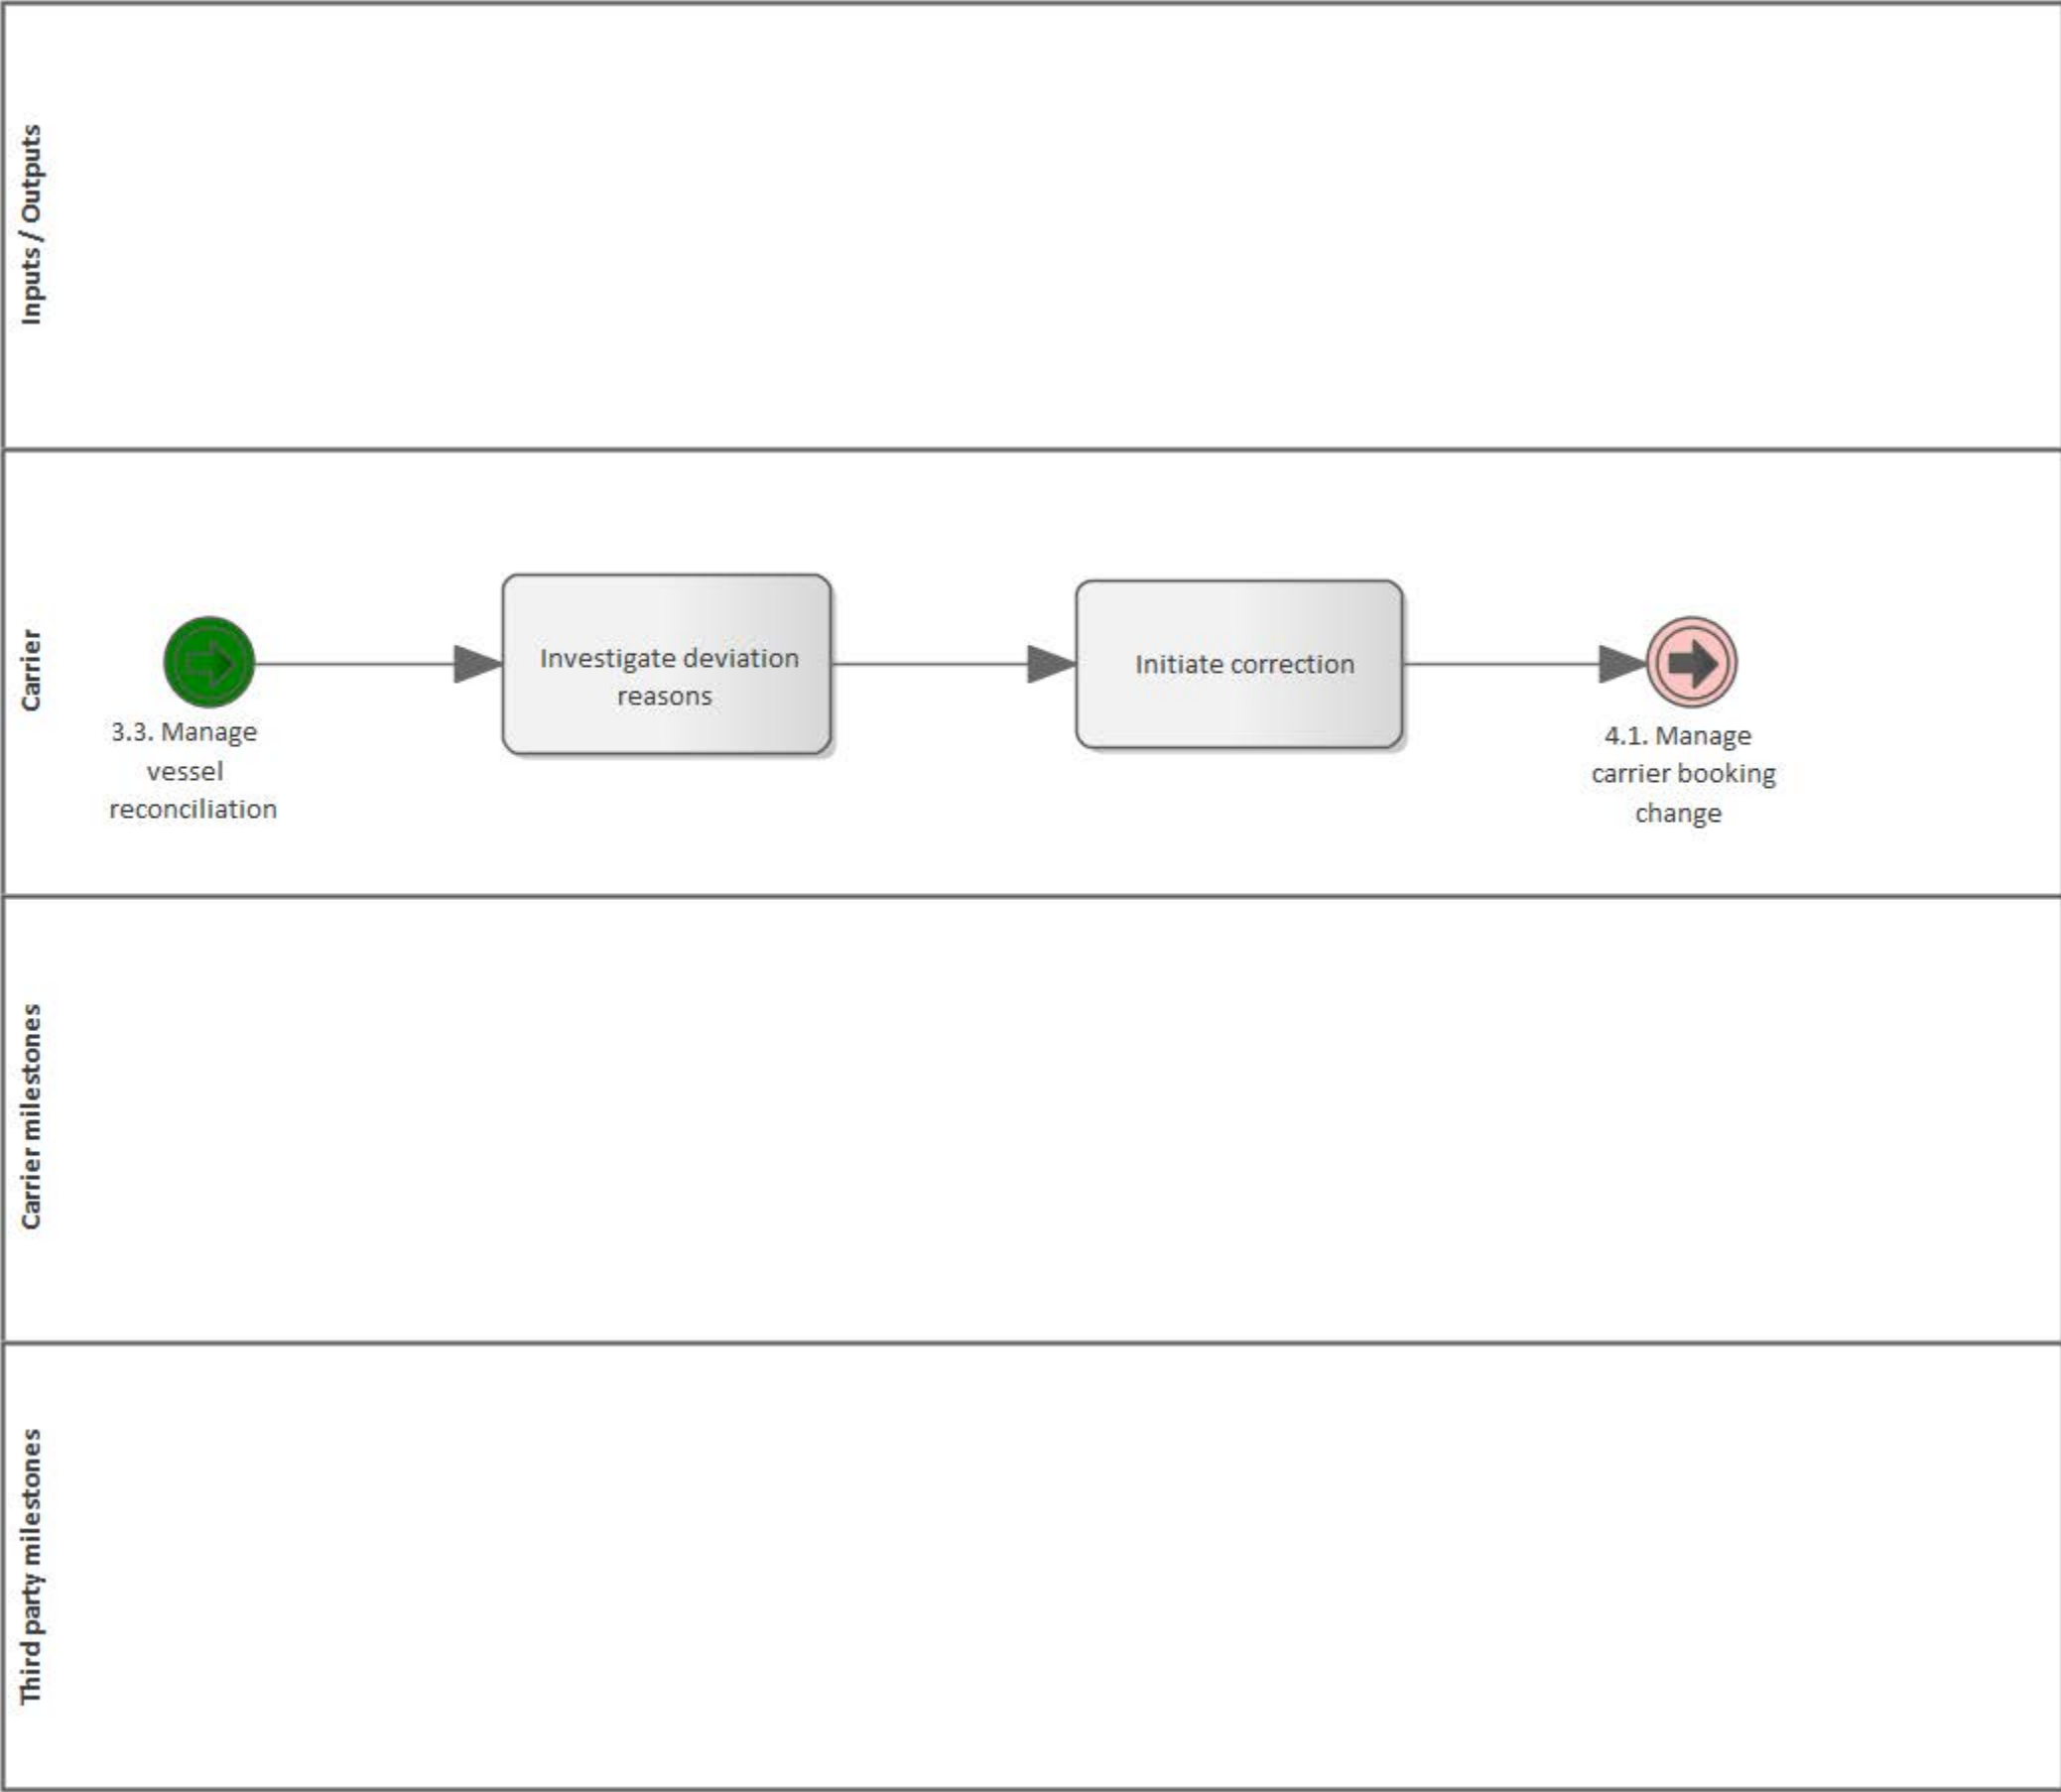 Inputs / Outputs
Carrier
3.3. Manage
vessel
reconciliation
Investigate deviation
reasons
Initiate correction
4.1. Manage
carrier booking
change
Carrier milestones
Third party milestones